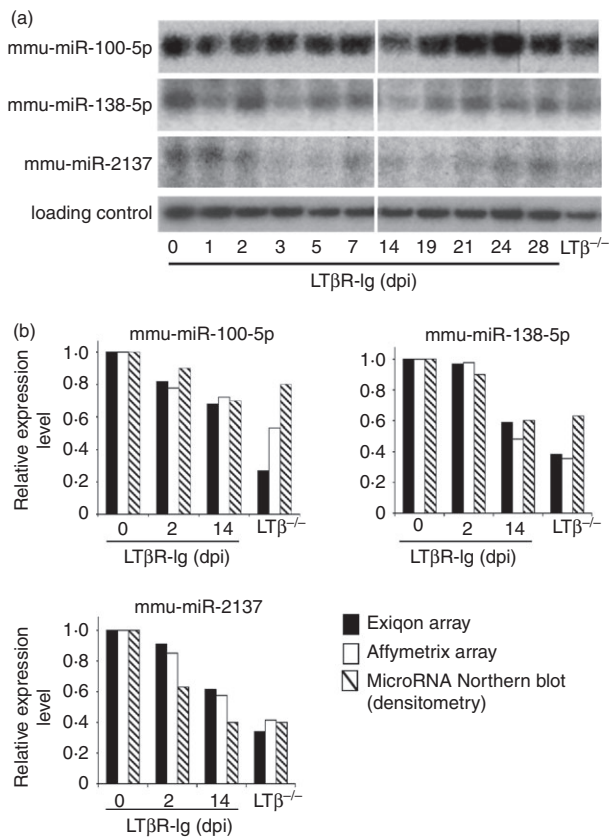 (a)
mmu-miR-100-5p
mmu-miR-138-5p
mmu-miR-2137
loading control
0 1 2 3 5 7 14 19 21 24 28 LTβ–/–
LTβR-Ig (dpi)
(b)
mmu-miR-100-5p
Relative expression
level
1·0
0·8
0·6
0·4
0·2
0
0 2 14 LTβ–/–
LTβR-Ig (dpi)
mmu-miR-138-5p
Relative expression
level
1·0
0·8
0·6
0·4
0·2
0
0 2 14 LTβ–/–
LTβR-Ig (dpi)
mmu-miR-2137
Relative expression
level
1·0
0·8
0·6
0·4
0·2
0
0 2 14 LTβ–/–
LTβR-Ig (dpi)
Exiqon array
Affymetrix array
MicroRNA Northern blot
(densitometry)